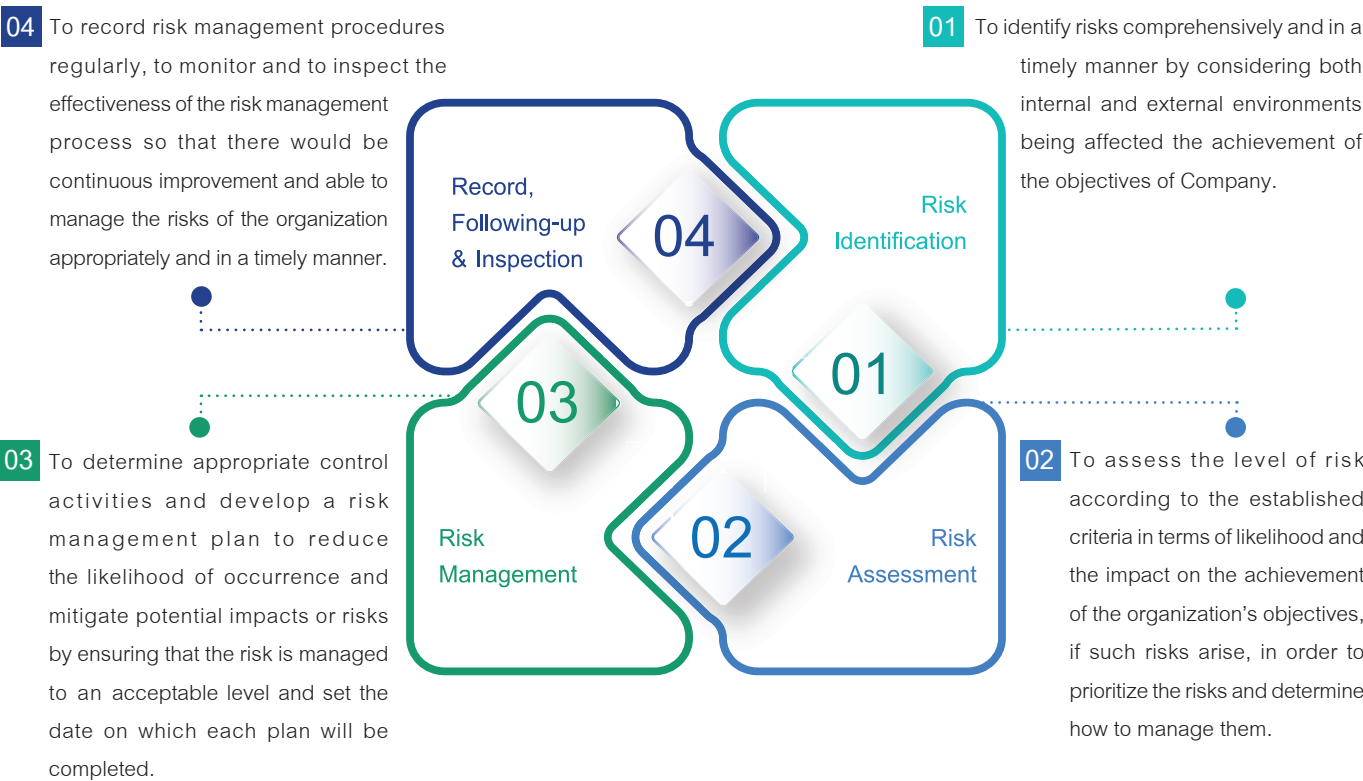 04 To record risk management procedures
regularly, to monitor and to inspect the
effectiveness of the risk management
process so that there would be
continuous improvement and able to
manage the risks of the organization
appropriately and in a timely manner.
01 To identify risks comprehensively and in a
timely manner by considering both
internal and external environments
being affected the achievement of
the objectives of Company.
Record,
Following-up
& Inspection
04
Risk
Identification
01
03
Risk
Management
02
Risk
Assessment
03 To determine appropriate control
activities and develop a risk
management plan to reduce
the likelihood of occurrence and
mitigate potential impacts or risks
by ensuring that the risk is managed
to an acceptable level and set the
date on which each plan will be
completed.
02 To assess the level of risk
according to the established
criteria in terms of likelihood and
the impact on the achievement
of the organization's objectives,
if such risks arise, in order to
prioritize the risks and determine
how to manage them.